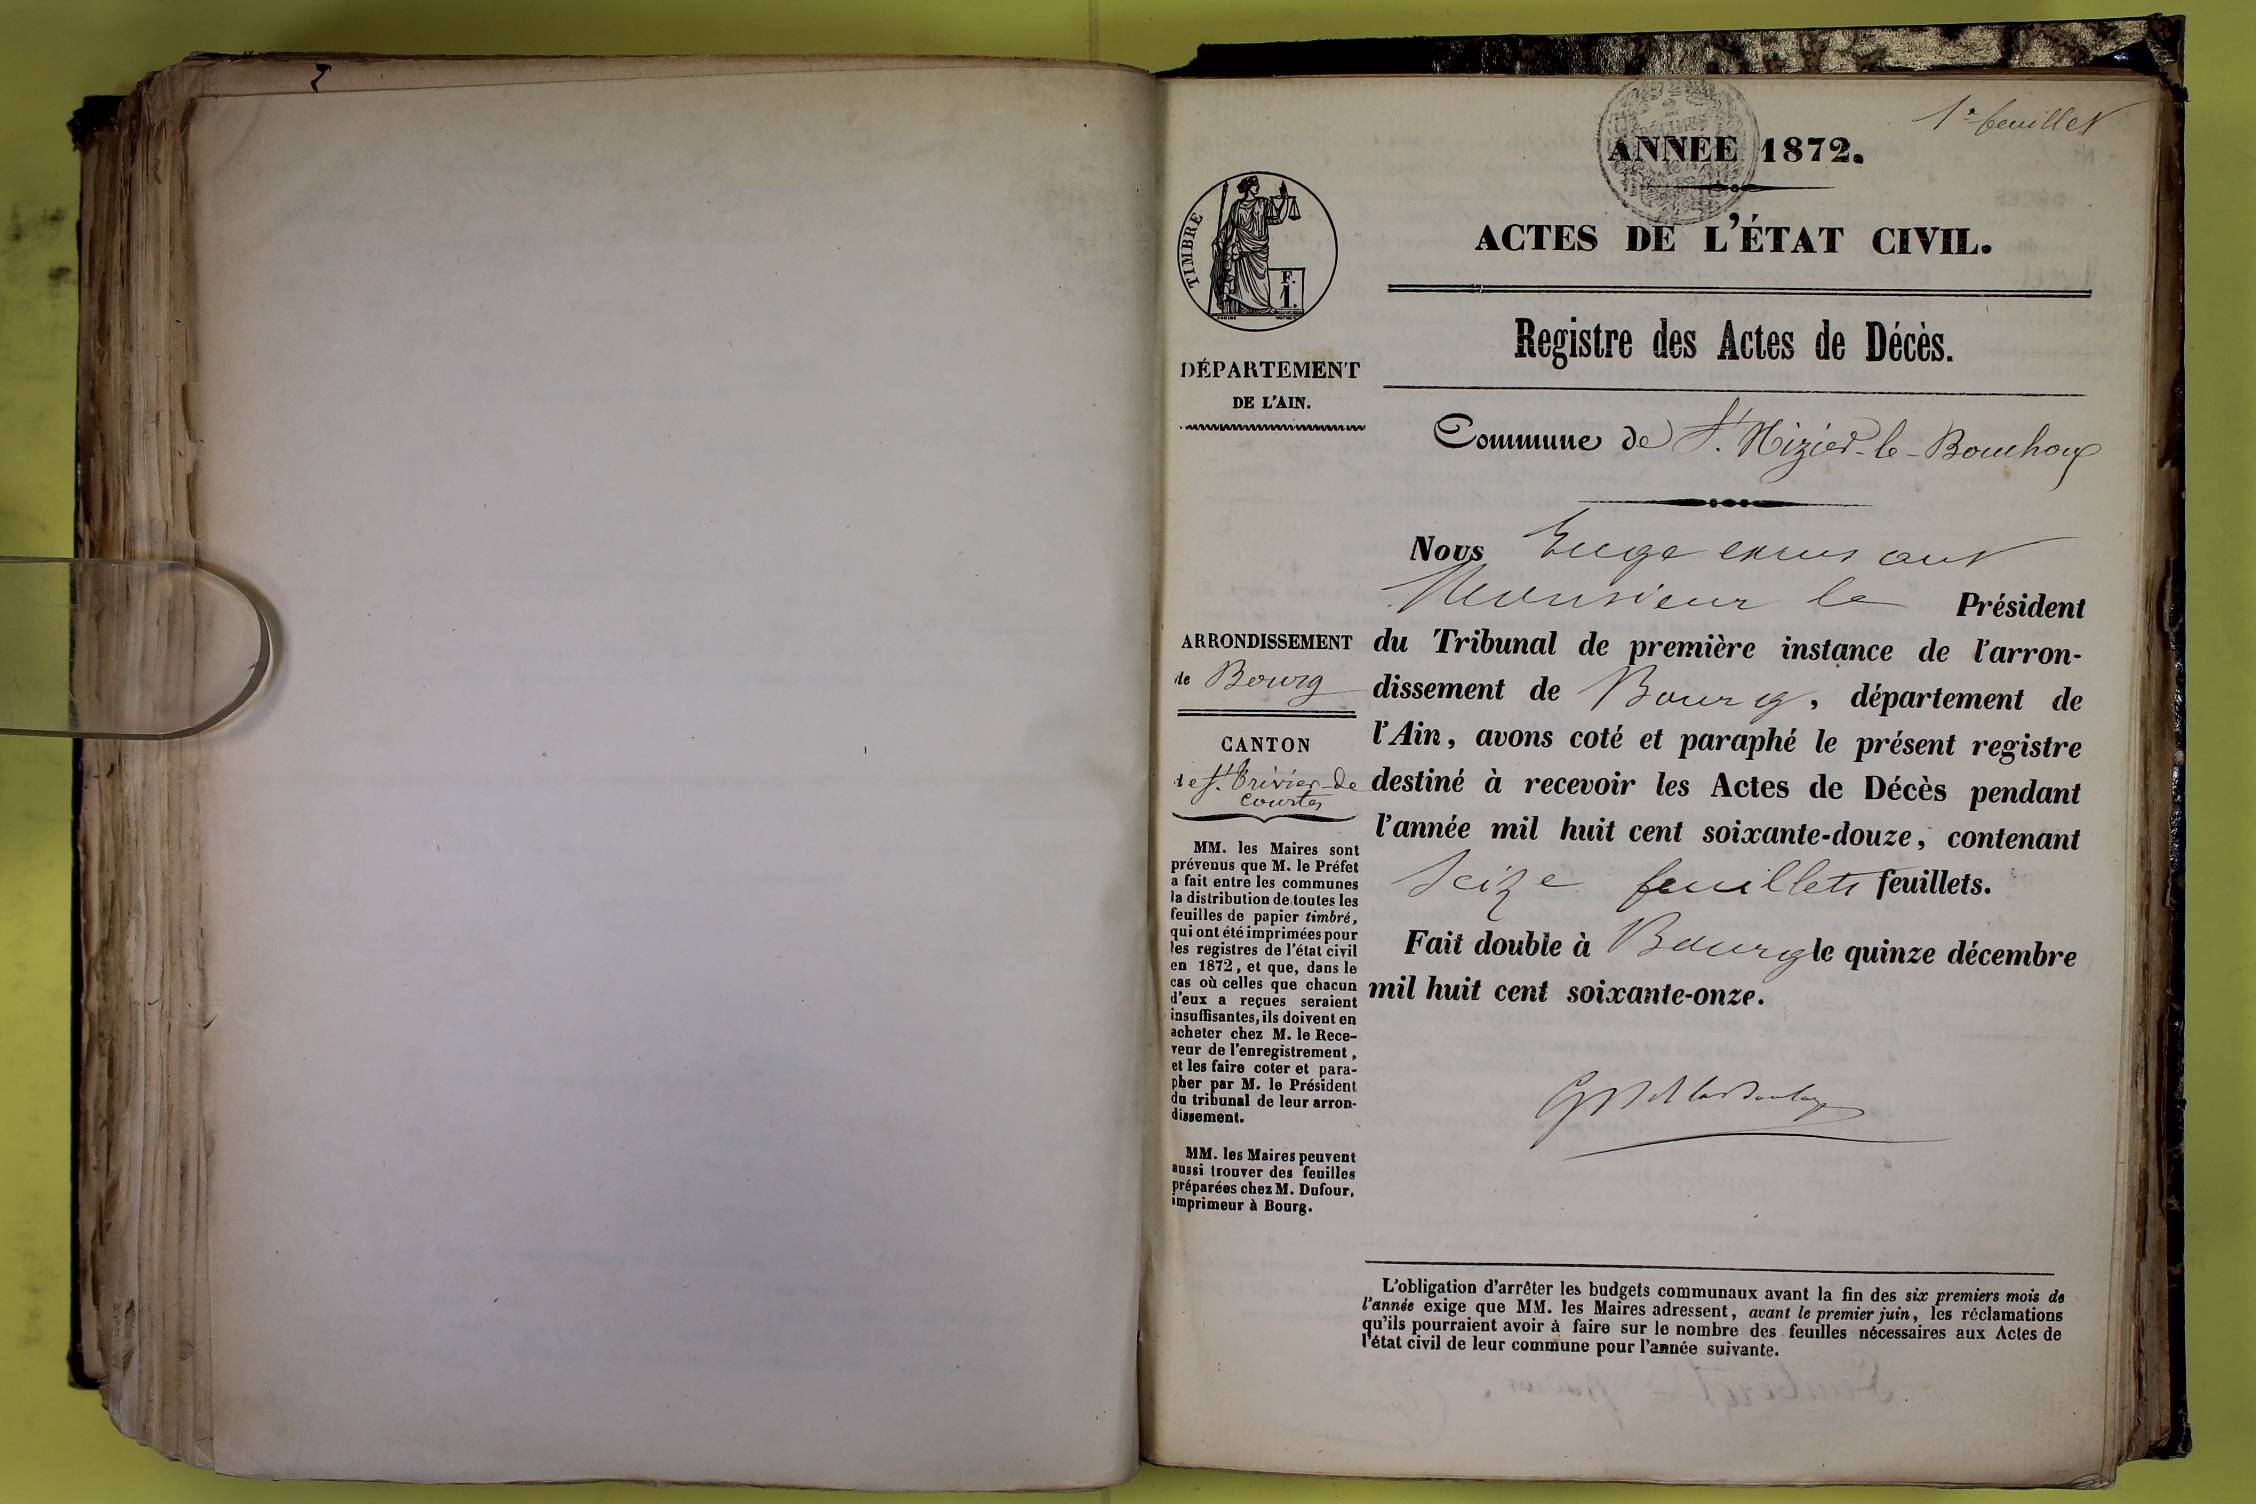 1er feuillet
ANNÉE 1872.
ACTES DE L'ÉTAT CIVIL.
Registre des Actes de Décès.
Commune de St. Nizier-le-Bouchoux
TIMBRE
F.
1.
DÉPARTEMENT
DE L'AIN.
ARRONDISSEMENT
de Bourg
CANTON
de St. Trivier-de
Courtes
MM. les Maires sont
prévenus que M. le Préfet
a fait entre les communes
la distribution de toutes les
feuilles de papier timbré,
qui ont été imprimées pour
les registres de l'état civil
en 1872, et que, dans le
cas où celles que chacun
d'eux a reçues seraient
insuffisantes, ils doivent en
acheter chez M. le Rece-
veur de l'enregistrement,
et les faire coter et para-
pher par M. le Président
du tribunal de leur arron-
dissement.
MM. les Maires peuvent
aussi trouver des feuilles
préparées chez M. Dufour,
imprimeur à Bourg.
Nous Juge
Monsieur le Président
du Tribunal de première instance de l'arron-
dissement de Bourg, département de
l'Ain, avons coté et paraphé le présent registre
destiné à recevoir les Actes de Décès pendant
l'année mil huit cent soixante-douze, contenant
Seize feuillets feuillets.
Fait double à Bourg le quinze décembre
mil huit cent soixante-onze.
L'obligation d'arrêter les budgets communaux avant la fin des six premiers mois de
l'année exige que MM. les Maires adressent, avant le premier juin, les réclamations
qu'ils pourraient avoir à faire sur le nombre des feuilles nécessaires aux Actes de
l'état civil de leur commune pour l'année suivante.